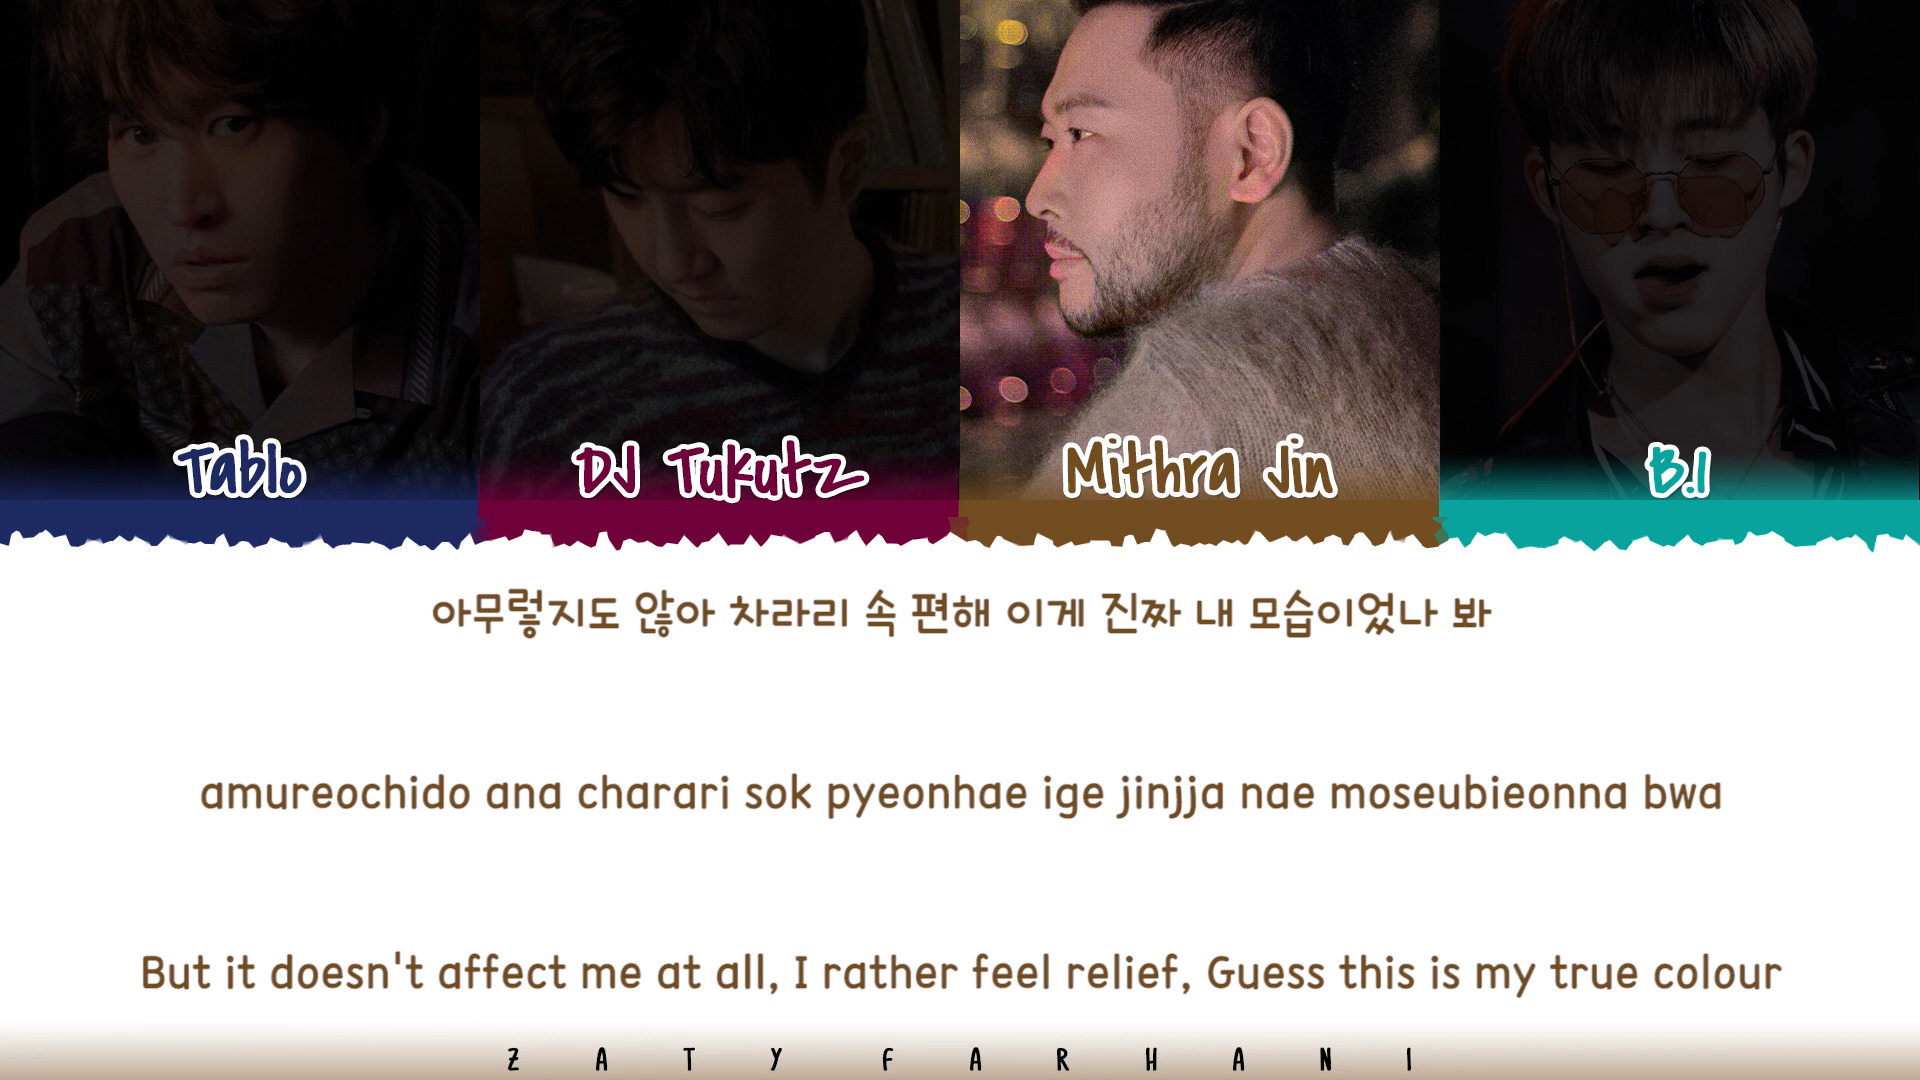 Tablo DJ Tukutz Mithra Jin B.I
아무렇지도 않아 차라리 속 편해 이게 진짜 내 모습이었나 봐
amureochido ana charari sok pyeonhae ige jinjja nae moseubieonna bwa
But it doesn't affect me at all, I rather feel relief, Guess this is my true colour
ZATY FARHANI